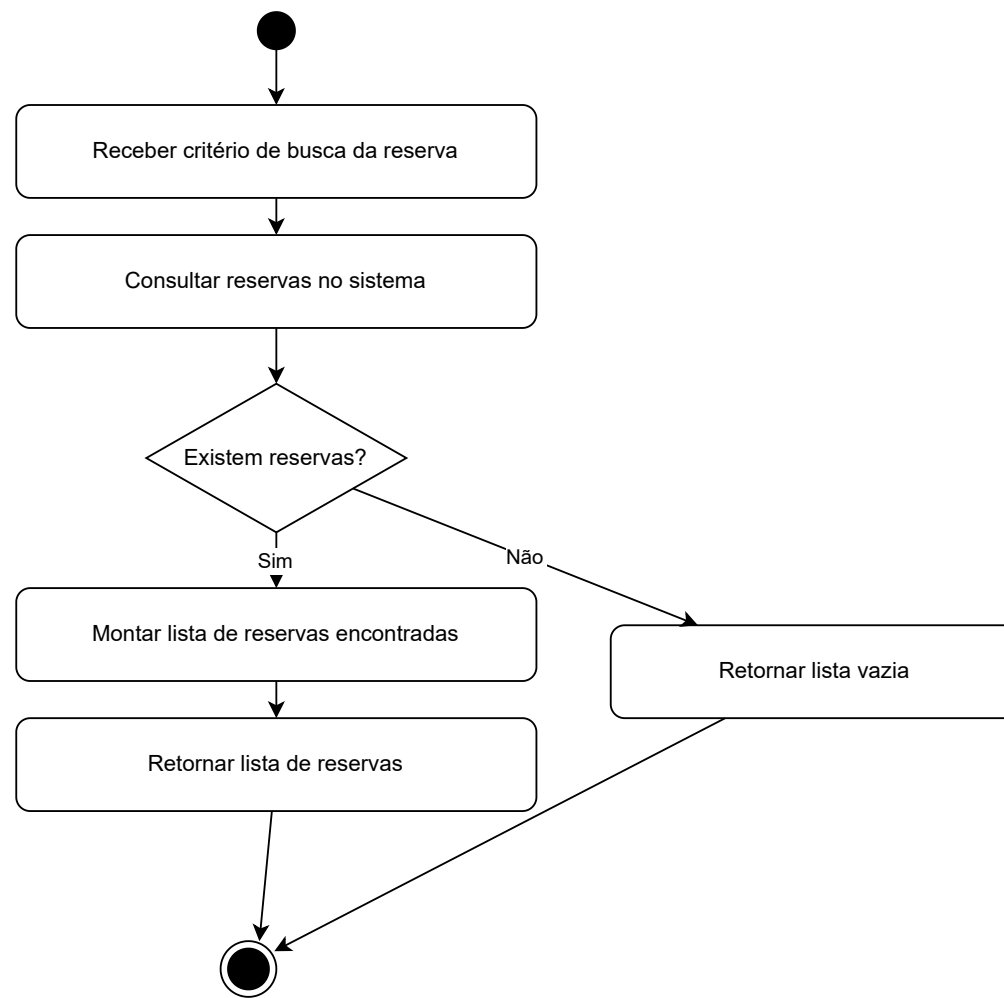 Receber critério de busca da reserva
Consultar reservas no sistema
Existem reservas?
Sim
Não
Montar lista de reservas encontradas
Retornar lista vazia
Retornar lista de reservas